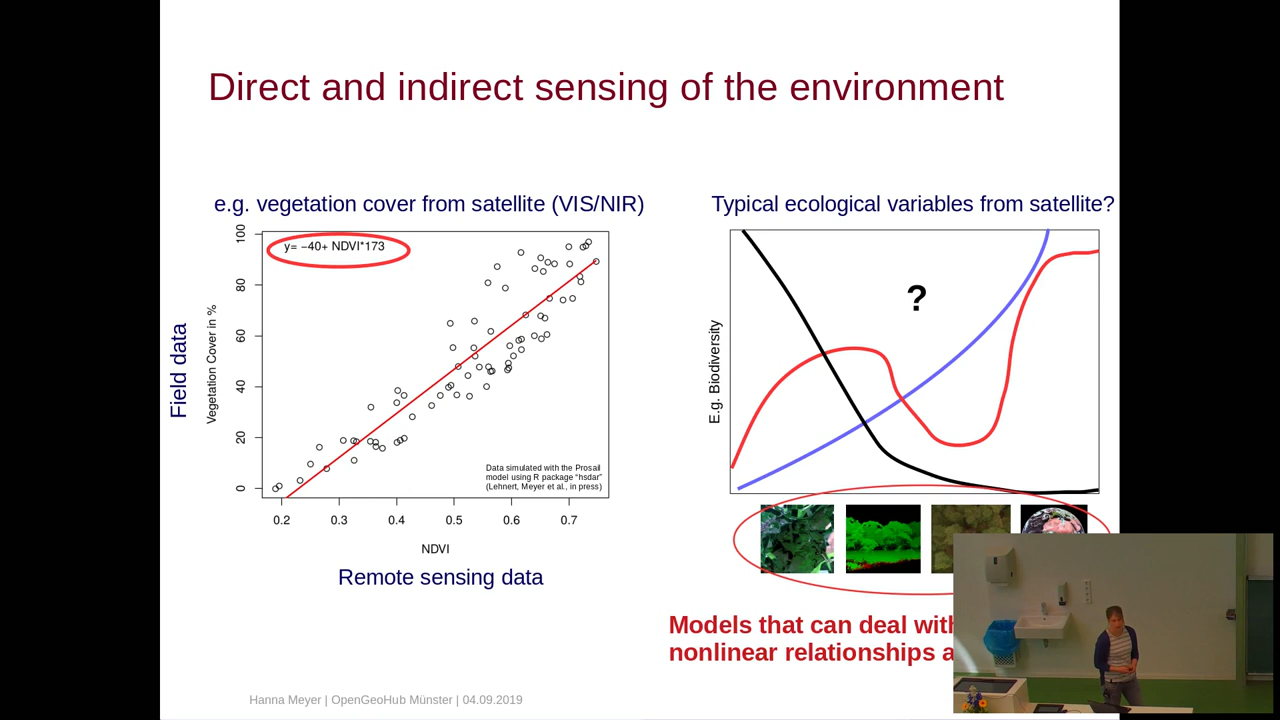 Direct and indirect sensing of the environment
e.g. vegetation cover from satellite (VIS/NIR)
Typical ecological variables from satellite?
y= −40+ NDVI*173
100
80
60
40
20
0
Field data
Vegetation Cover in %
Data simulated with the Prosail
model using R package "hsdar"
(Lehnert, Meyer et al., in press)
0.2 0.3 0.4 0.5 0.6 0.7
NDVI
Remote sensing data
?
E.g. Biodiversity
Models that can deal with
nonlinear relationships
Hanna Meyer | OpenGeoHub Münster | 04.09.2019